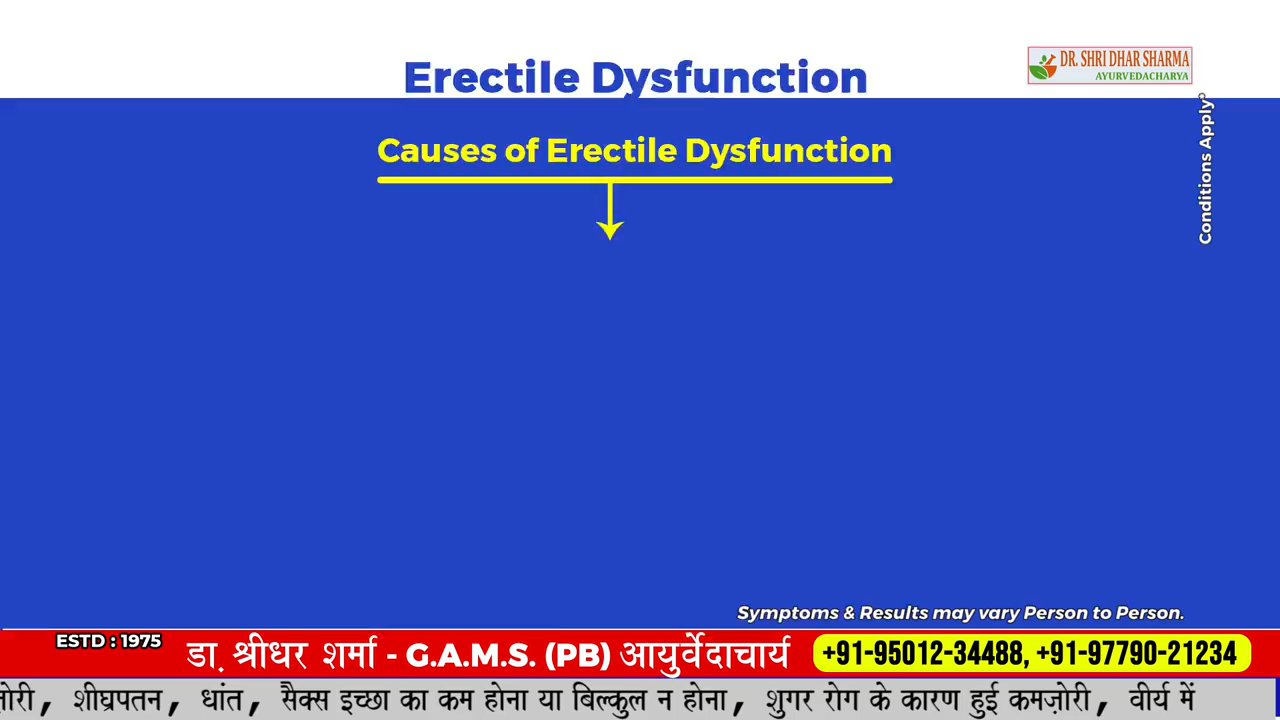 Erectile Dysfunction
DR. SHRI DHAR SHARMA
AYURVEDACHARYA
Conditions Apply°
Causes of Erectile Dysfunction
Symptoms & Results may vary Person to Person.
ESTD : 1975
डा. श्रीधर शर्मा - G.A.M.S. (PB) आयुर्वेदाचार्य
+91-95012-34488, +91-97790-21234
शीघ्रपतन, धांत, सैक्स इच्छा का कम होना या बिल्कुल न होना, शुगर रोग के कारण हुई कमज़ोरी, वीर्य में